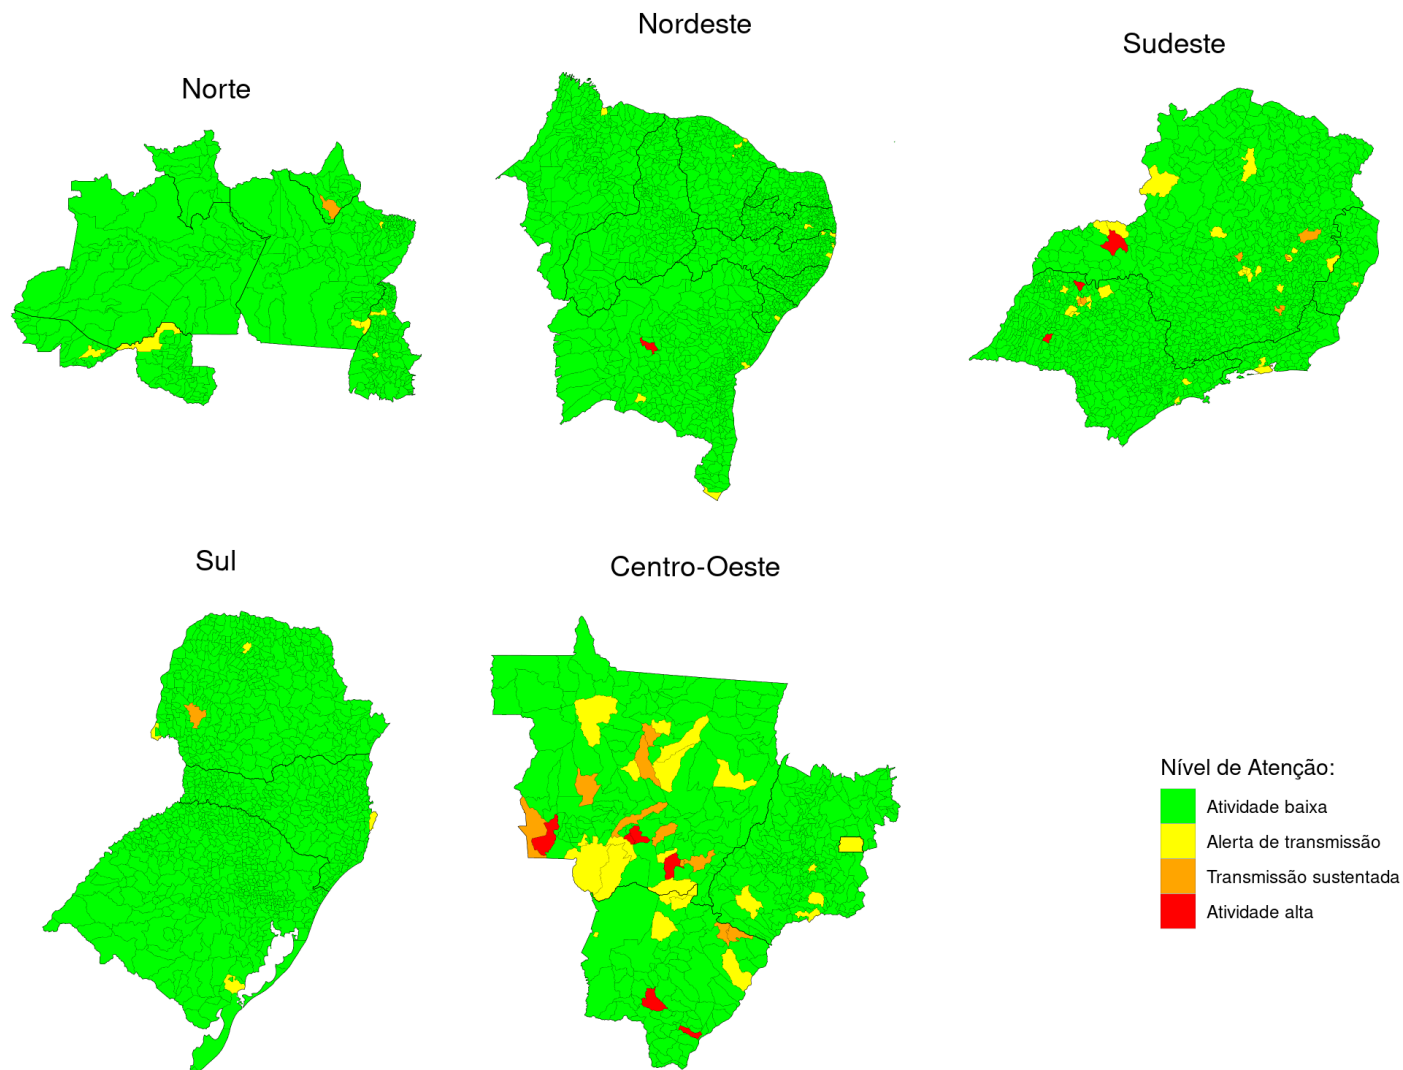 Nordeste
Sudeste
Norte
Sul
Centro-Oeste
Nível de Atenção:
Atividade baixa
Alerta de transmissão
Transmissão sustentada
Atividade alta